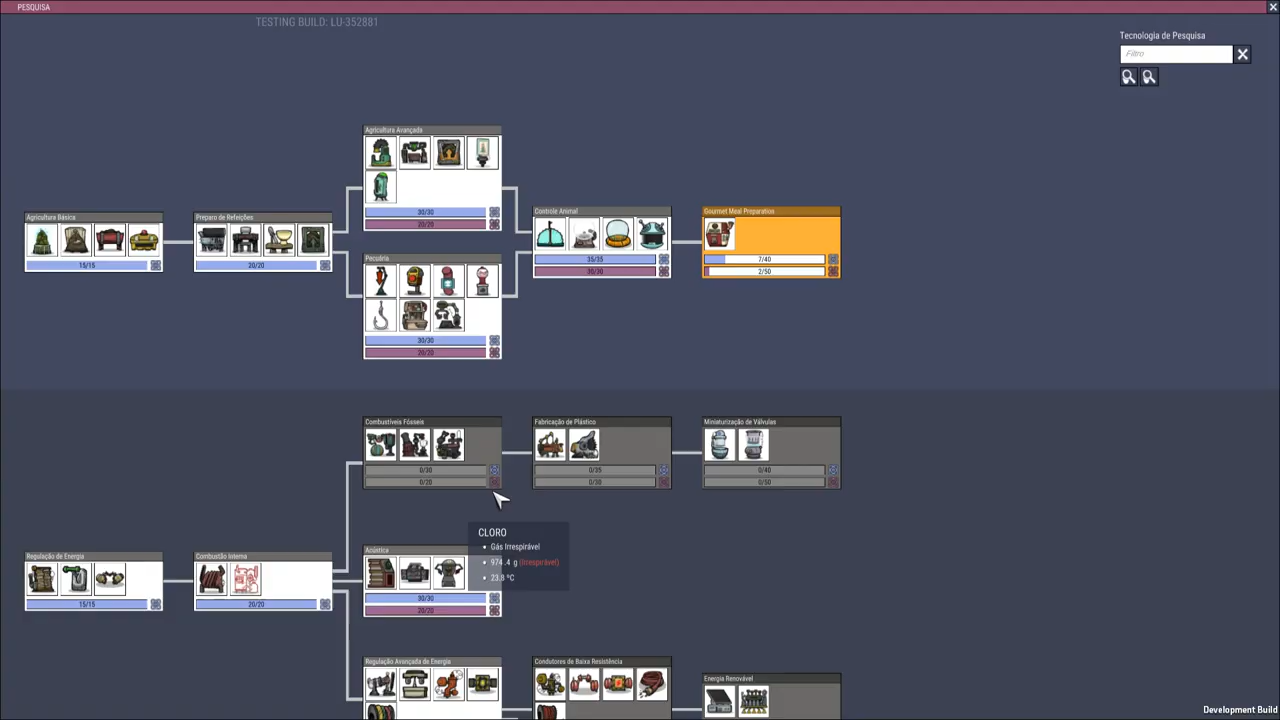 PESQUISA
TESTING BUILD: LU-352881
Tecnologia de Pesquisa
Filtro
Agricultura Avançada
30/30
20/20
Agricultura Básica
15/15
Preparo de Refeições
20/20
Controle Animal
35/35
30/30
Gourmet Meal Preparation
7/40
2/50
Pecuária
30/30
20/20
Combustíveis Fósseis
0/30
0/20
Fabricação de Plástico
0/35
0/30
Miniaturização de Válvulas
0/40
0/50
CLORO
• Gás Irrespirável
• 974.4 g (Irrespirável)
• 23,8 ºC
Regulação de Energia
15/15
Combustão Interna
20/20
Acústica
30/30
20/20
Regulação Avançada de Energia
Condutores de Baixa Resistência
Energia Renovável
Development Build